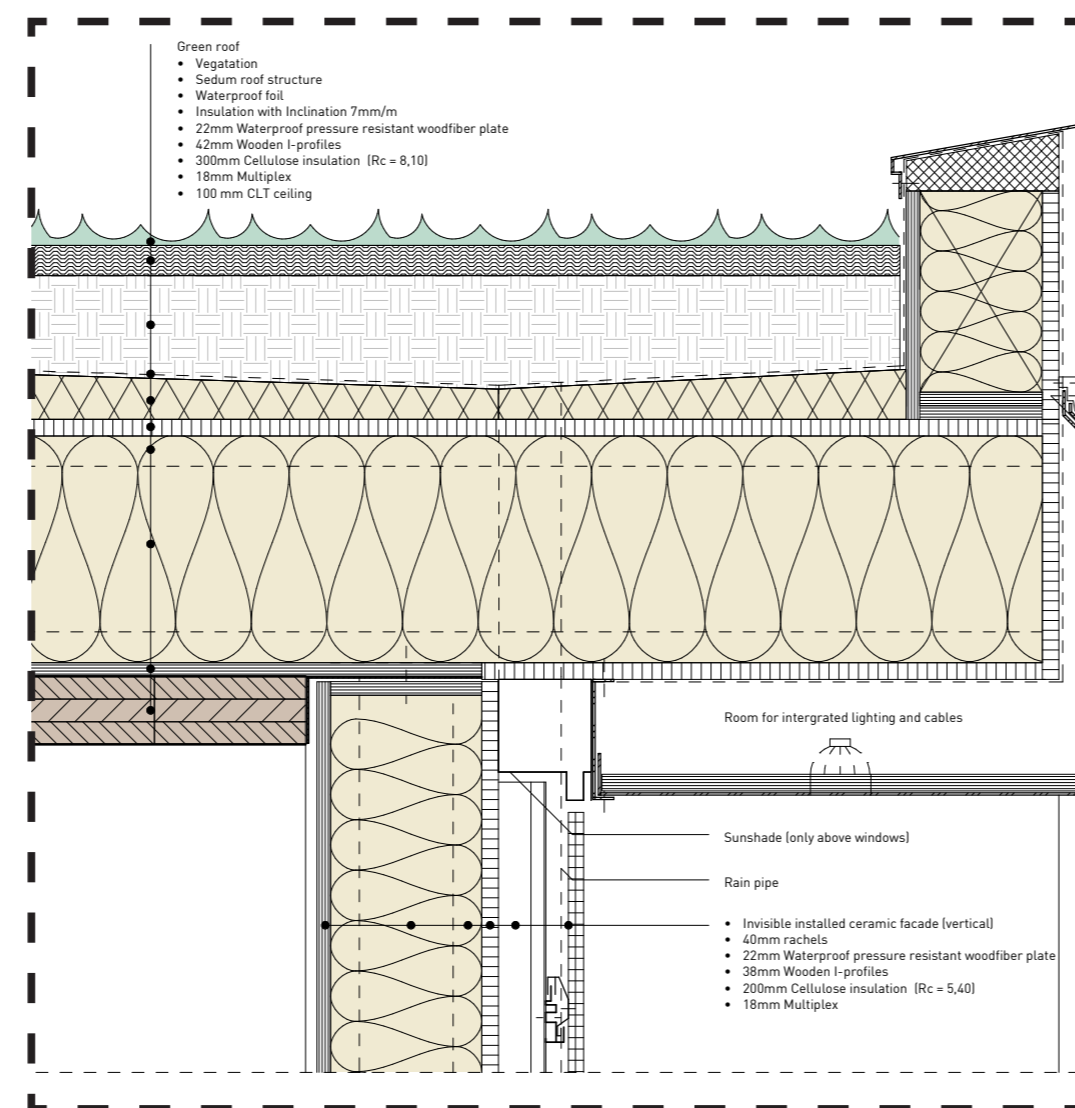 Green roof
• Vegatation
• Sedum roof structure
• Waterproof foil
• Insulation with Inclination 7mm/m
• 22mm Waterproof pressure resistant woodfiber plate
• 42mm Wooden I-profiles
• 300mm Cellulose insulation (Rc = 8,10)
• 18mm Multiplex
• 100 mm CLT ceiling
Room for intergrated lighting and cables
Sunshade (only above windows)
Rain pipe
• Invisible installed ceramic facade (vertical)
• 40mm rachels
• 22mm Waterproof pressure resistant woodfiber plate
• 38mm Wooden I-profiles
• 200mm Cellulose insulation (Rc = 5,40)
• 18mm Multiplex